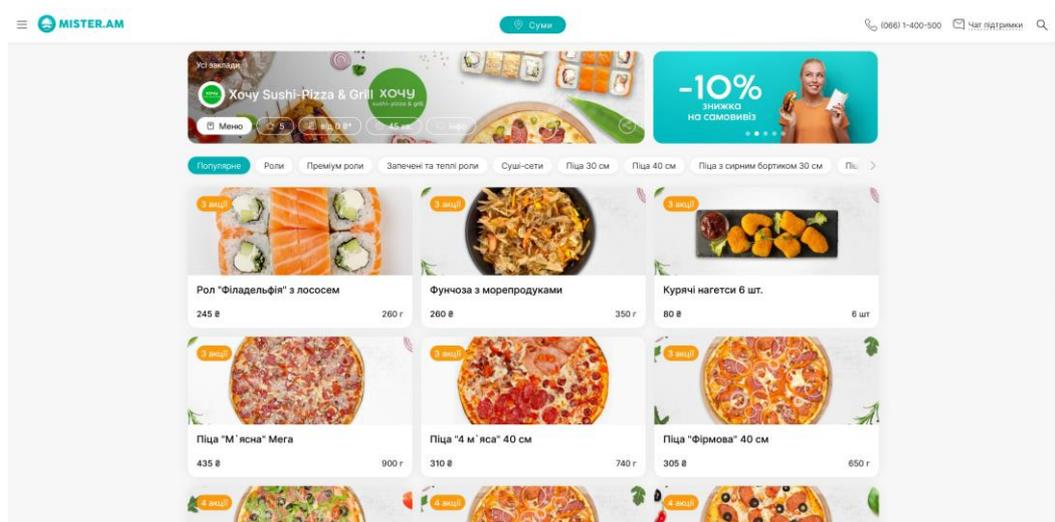 MISTER.AM
Суми
(066) 1-400-500
Чат підтримки
Усі заклади
Хочу Sushi-Pizza & Grill
ХОЧУ
sushi-pizza & grill
Меню
5
від 0 ₴*
45 хв.
Інфо
-10%
знижка
на самовивіз
Популярне
Роли
Преміум роли
Запечені та теплі роли
Суші-сети
Піца 30 см
Піца 40 см
Піца з сирним бортиком 30 см
3 акції
3 акції
3 акції
Рол "Філадельфія" з лососем
Фунчоза з морепродуками
Курячі нагетси 6 шт.
245 ₴
260 г
260 ₴
350 г
80 ₴
6 шт
3 акції
3 акції
3 акції
Піца "М`ясна" Мега
Піца "4 м`яса" 40 см
Піца "Фірмова" 40 см
435 ₴
900 г
310 ₴
740 г
305 ₴
650 г
4 акції
4 акції
4 акції